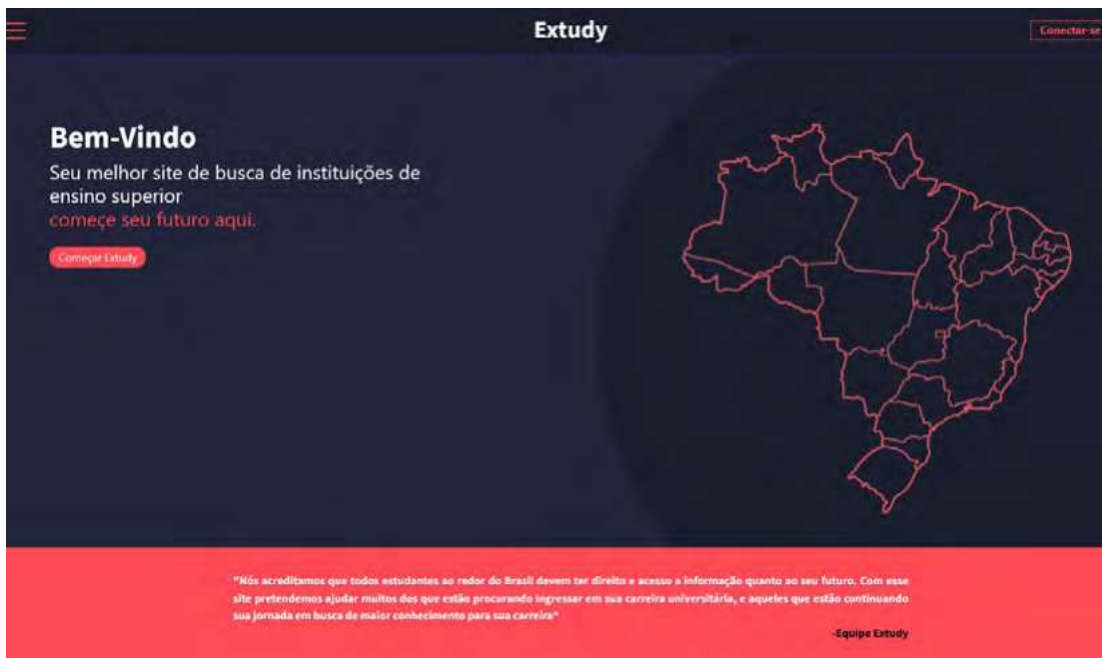 Extudy
Conectar-se
Bem-Vindo
Seu melhor site de busca de instituições de
ensino superior
começe seu futuro aqui.
Começar Extudy
"Nós acreditamos que todos estudantes ao redor do Brasil devem ter direito e acesso a informação quanto ao seu futuro. Com esse
site pretendemos ajudar muitos dos que estão procurando ingressar em sua carreira universitária, e aqueles que estão continuando
sua jornada em busca de maior conhecimento para sua carreira"
-Equipe Extudy